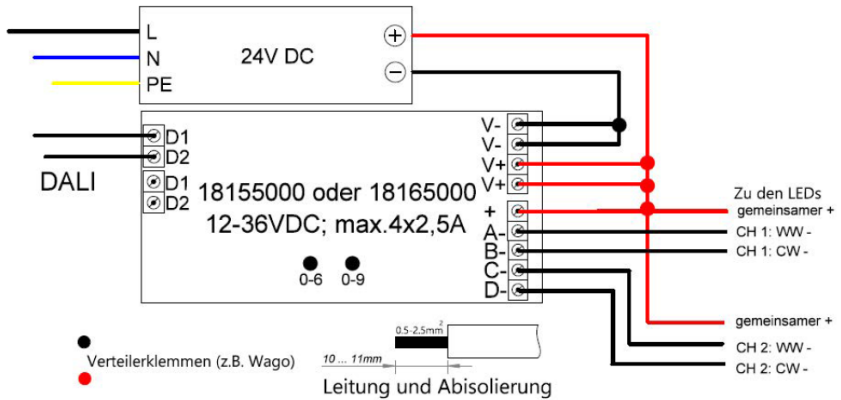 L
N
PE
24V DC
+
−
D1
D2
D1
D2
DALI
18155000 oder 18165000
12-36VDC; max.4x2,5A
0-6
0-9
V-
V-
V+
V+
+
A-
B-
C-
D-
Zu den LEDs
gemeinsamer +
CH 1: WW -
CH 1: CW -
gemeinsamer +
CH 2: WW -
CH 2: CW -
Verteilerklemmen (z.B. Wago)
0.5-2.5mm²
10 ... 11mm
Leitung und Abisolierung